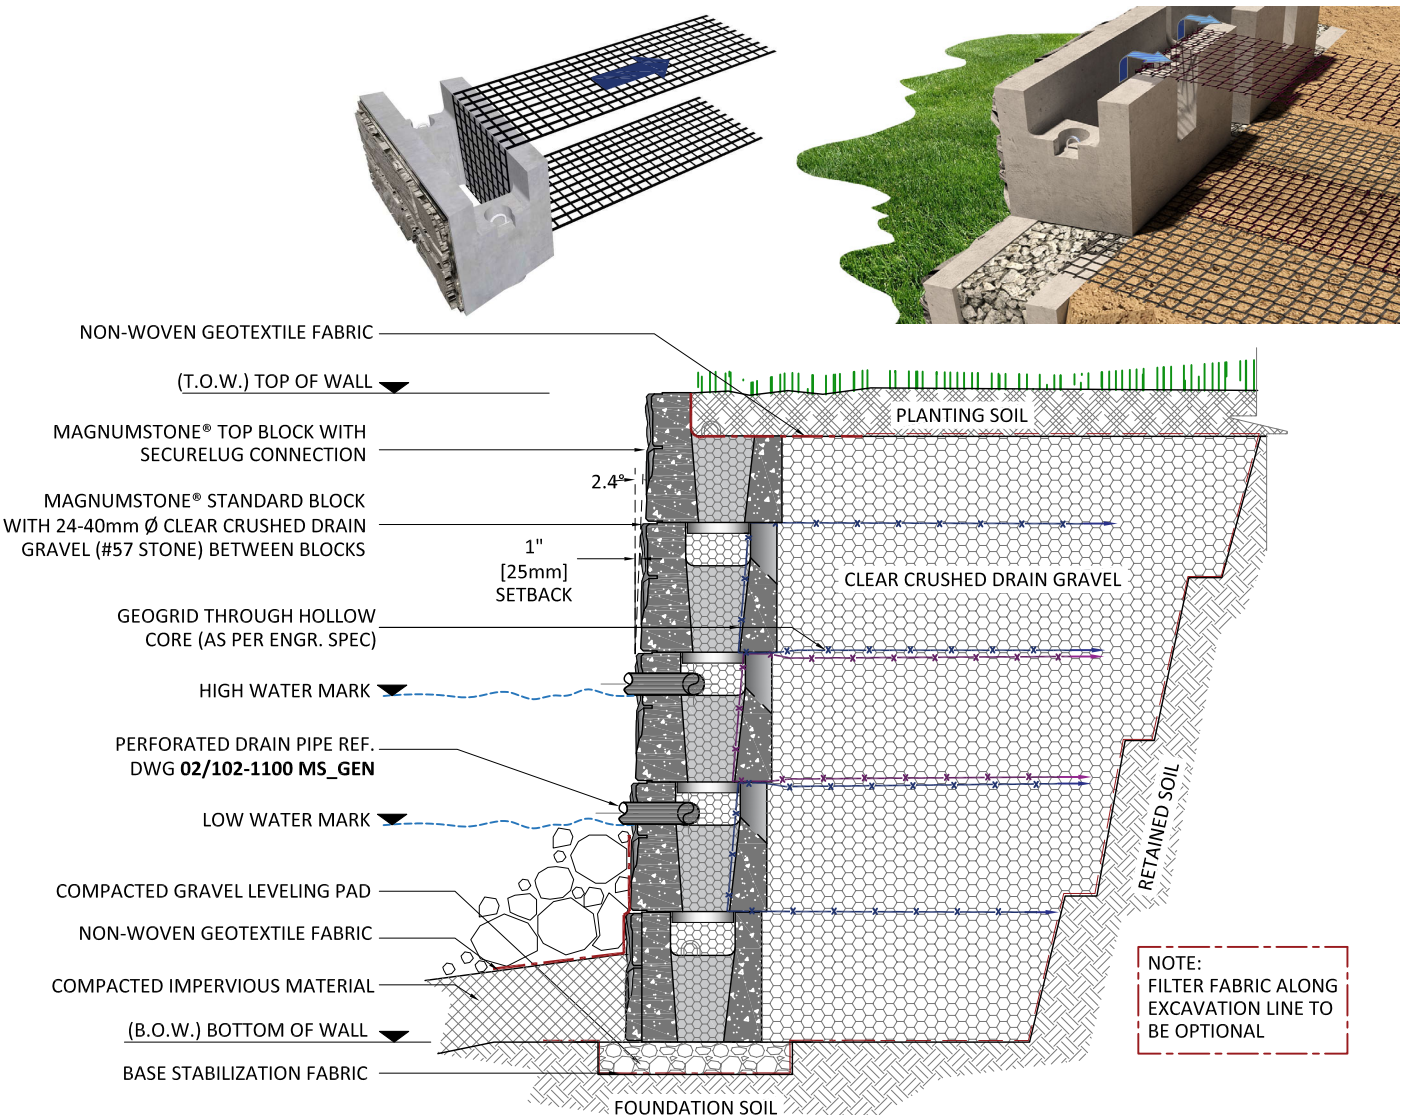 NON-WOVEN GEOTEXTILE FABRIC
(T.O.W.) TOP OF WALL
PLANTING SOIL
MAGNUMSTONE® TOP BLOCK WITH
SECURELUG CONNECTION
2.4°
MAGNUMSTONE® STANDARD BLOCK
WITH 24-40mm Ø CLEAR CRUSHED DRAIN
GRAVEL (#57 STONE) BETWEEN BLOCKS
1"
[25mm]
SETBACK
CLEAR CRUSHED DRAIN GRAVEL
GEOGRID THROUGH HOLLOW
CORE (AS PER ENGR. SPEC)
HIGH WATER MARK
PERFORATED DRAIN PIPE REF.
DWG 02/102-1100 MS_GEN
LOW WATER MARK
RETAINED SOIL
COMPACTED GRAVEL LEVELING PAD
NON-WOVEN GEOTEXTILE FABRIC
COMPACTED IMPERVIOUS MATERIAL
(B.O.W.) BOTTOM OF WALL
BASE STABILIZATION FABRIC
FOUNDATION SOIL
NOTE:
FILTER FABRIC ALONG
EXCAVATION LINE TO
BE OPTIONAL